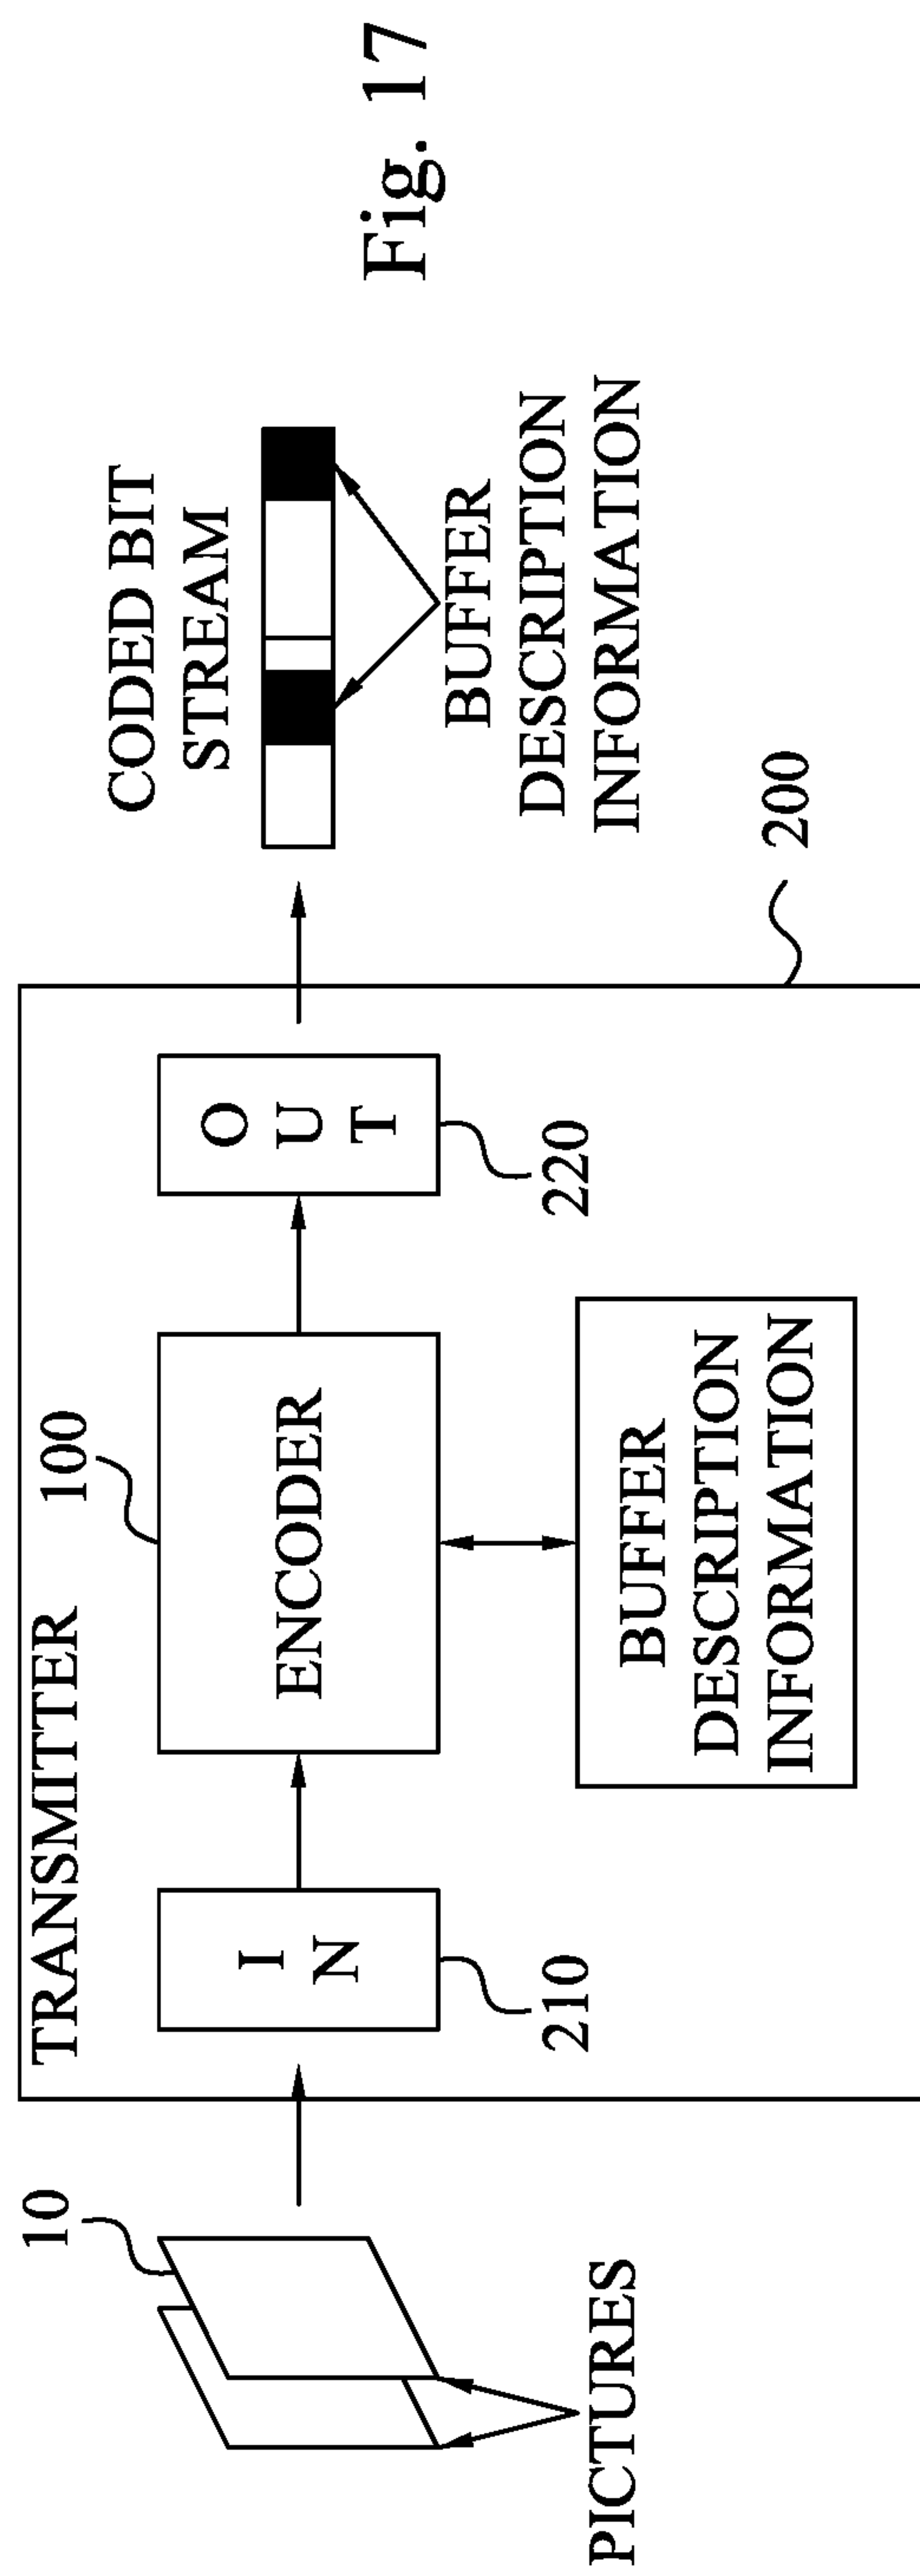 TRANSMITTER
10
PICTURES
I
N
210
100
ENCODER
BUFFER
DESCRIPTION
INFORMATION
O
U
T
220
200
CODED BIT
STREAM
BUFFER
DESCRIPTION
INFORMATION
Fig. 17